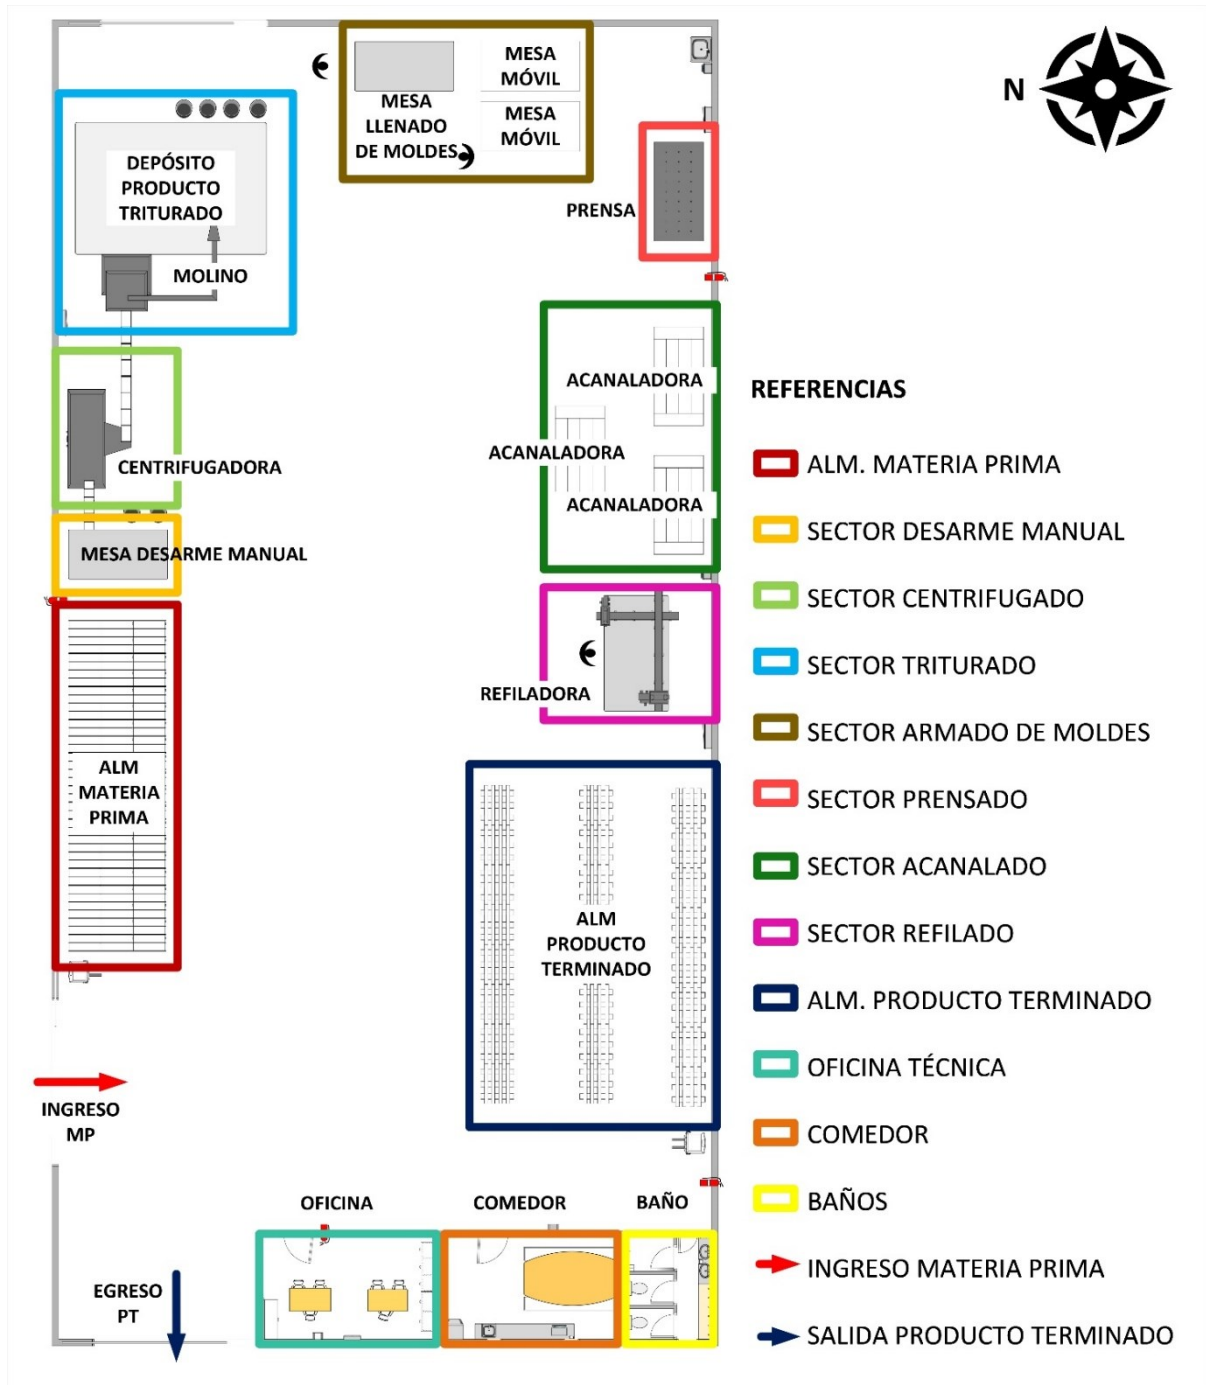 N
MESA
MÓVIL
MESA
LLENADO
DE MOLDES
MESA
MÓVIL
DEPÓSITO
PRODUCTO
TRITURADO
MOLINO
PRENSA
ACANALADORA
ACANALADORA
ACANALADORA
CENTRIFUGADORA
MESA DESARME MANUAL
REFILADORA
ALM
MATERIA
PRIMA
ALM
PRODUCTO
TERMINADO
INGRESO
MP
OFICINA
COMEDOR
BAÑO
EGRESO
PT
REFERENCIAS
ALM. MATERIA PRIMA
SECTOR DESARME MANUAL
SECTOR CENTRIFUGADO
SECTOR TRITURADO
SECTOR ARMADO DE MOLDES
SECTOR PRENSADO
SECTOR ACANALADO
SECTOR REFILADO
ALM. PRODUCTO TERMINADO
OFICINA TÉCNICA
COMEDOR
BAÑOS
INGRESO MATERIA PRIMA
SALIDA PRODUCTO TERMINADO